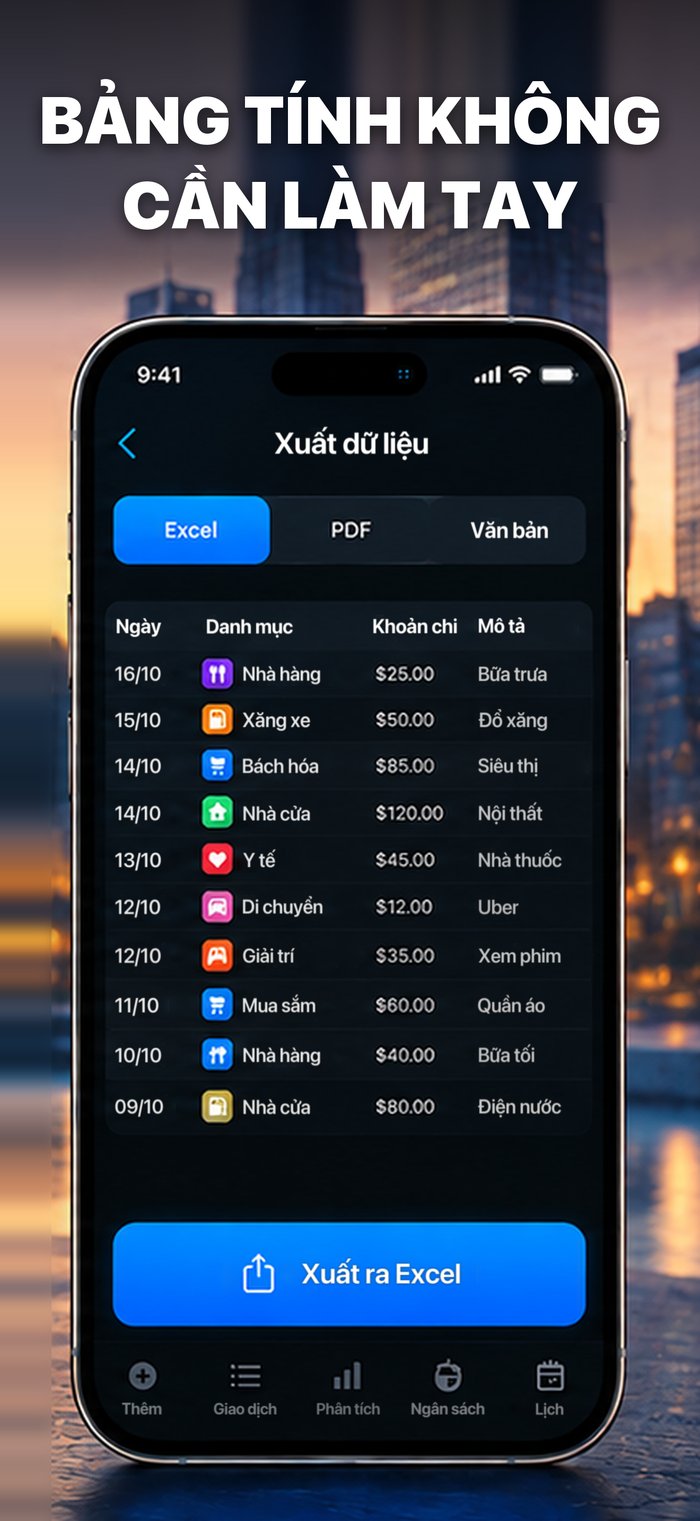 BẢNG TÍNH KHÔNG
CẦN LÀM TAY
9:41
Xuất dữ liệu
Excel PDF Văn bản
Ngày Danh mục Khoản chi Mô tả
16/10 Nhà hàng $25.00 Bữa trưa
15/10 Xăng xe $50.00 Đổ xăng
14/10 Bách hóa $85.00 Siêu thị
14/10 Nhà cửa $120.00 Nội thất
13/10 Y tế $45.00 Nhà thuốc
12/10 Di chuyển $12.00 Uber
12/10 Giải trí $35.00 Xem phim
11/10 Mua sắm $60.00 Quần áo
10/10 Nhà hàng $40.00 Bữa tối
09/10 Nhà cửa $80.00 Điện nước
Xuất ra Excel
Thêm Giao dịch Phân tích Ngân sách Lịch